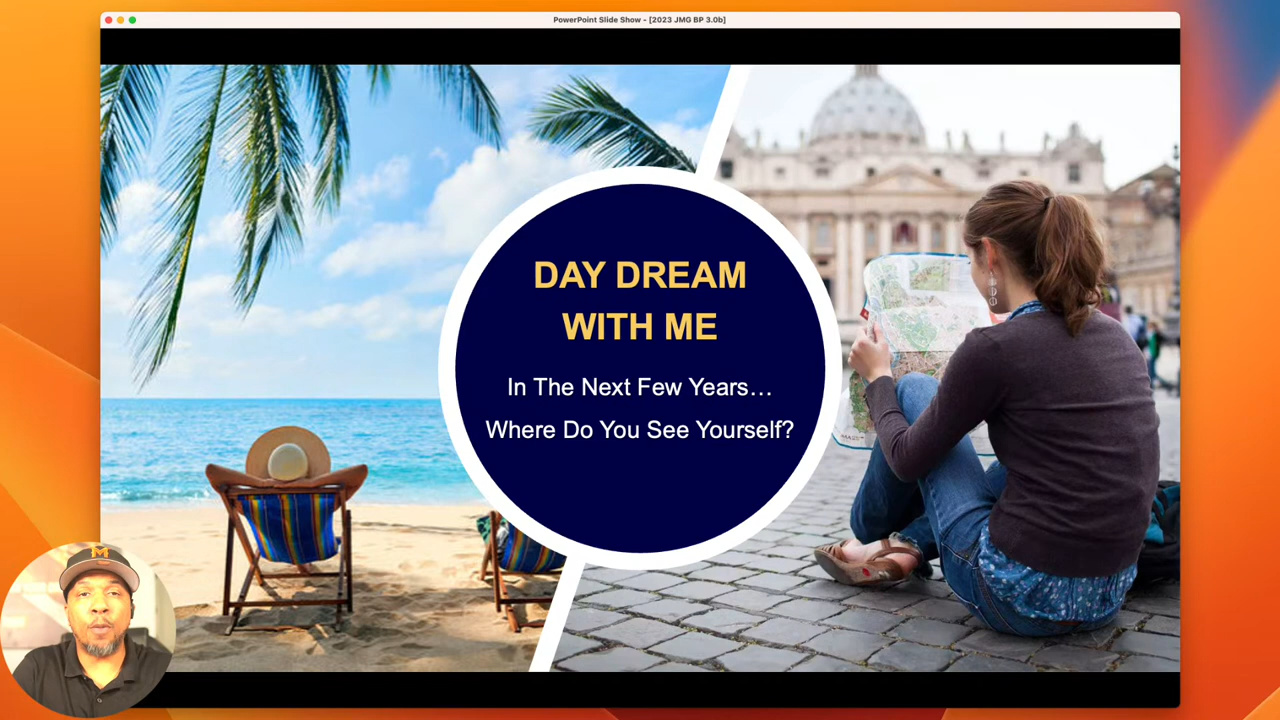 PowerPoint Slide Show - [2023 JMG BP 3.0b]
DAY DREAM
WITH ME
In The Next Few Years…
Where Do You See Yourself?
M